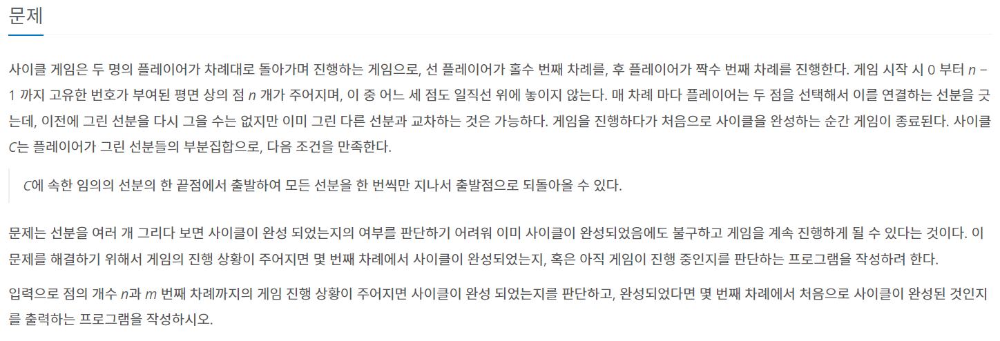 문제
사이클 게임은 두 명의 플레이어가 차례대로 돌아가며 진행하는 게임으로, 선 플레이어가 홀수 번째 차례를, 후 플레이어가 짝수 번째 차례를 진행한다. 게임 시작 시 0 부터 n −
1 까지 고유한 번호가 부여된 평면 상의 점 n 개가 주어지며, 이 중 어느 세 점도 일직선 위에 놓이지 않는다. 매 차례 마다 플레이어는 두 점을 선택해서 이를 연결하는 선분을 긋
는데, 이전에 그린 선분을 다시 그을 수는 없지만 이미 그린 다른 선분과 교차하는 것은 가능하다. 게임을 진행하다가 처음으로 사이클을 완성하는 순간 게임이 종료된다. 사이클
C는 플레이어가 그린 선분들의 부분집합으로, 다음 조건을 만족한다.
C에 속한 임의의 선분의 한 끝점에서 출발하여 모든 선분을 한 번씩만 지나서 출발점으로 되돌아올 수 있다.
문제는 선분을 여러 개 그리다 보면 사이클이 완성 되었는지의 여부를 판단하기 어려워 이미 사이클이 완성되었음에도 불구하고 게임을 계속 진행하게 될 수 있다는 것이다. 이
문제를 해결하기 위해서 게임의 진행 상황이 주어지면 몇 번째 차례에서 사이클이 완성되었는지, 혹은 아직 게임이 진행 중인지를 판단하는 프로그램을 작성하려 한다.
입력으로 점의 개수 n과 m 번째 차례까지의 게임 진행 상황이 주어지면 사이클이 완성 되었는지를 판단하고, 완성되었다면 몇 번째 차례에서 처음으로 사이클이 완성된 것인지
를 출력하는 프로그램을 작성하시오.